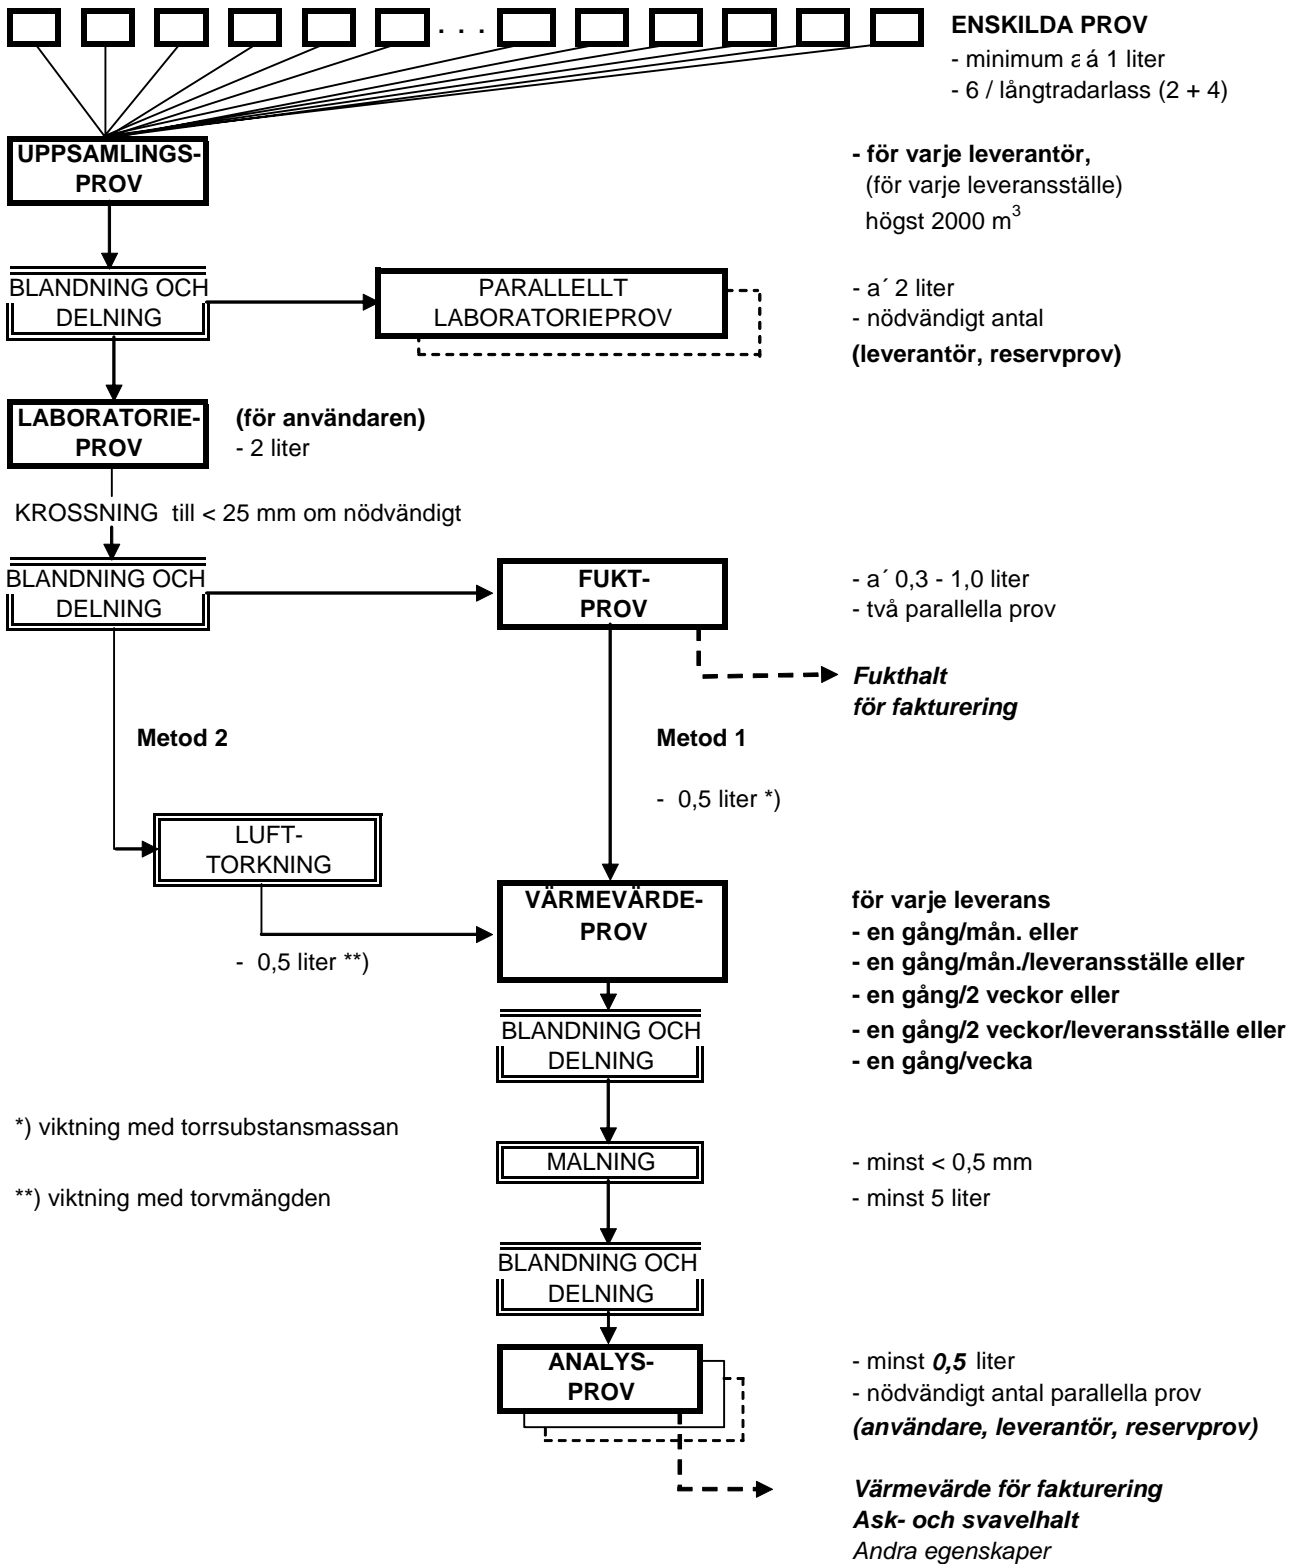 . . .
ENSKILDA PROV
- minimum a á 1 liter
- 6 / långtradarlass (2 + 4)
UPPSAMLINGS-
PROV
- för varje leverantör,
(för varje leveransställe)
högst 2000 m³
BLANDNING OCH
DELNING
PARALLELLT
LABORATORIEPROV
- a´ 2 liter
- nödvändigt antal
(leverantör, reservprov)
LABORATORIE-
PROV
(för användaren)
- 2 liter
KROSSNING till < 25 mm om nödvändigt
BLANDNING OCH
DELNING
FUKT-
PROV
- a´ 0,3 - 1,0 liter
- två parallella prov
Fukthalt
för fakturering
Metod 2
Metod 1
- 0,5 liter *)
LUFT-
TORKNING
- 0,5 liter **)
VÄRMEVÄRDE-
PROV
för varje leverans
- en gång/mån. eller
- en gång/mån./leveransställe eller
- en gång/2 veckor eller
- en gång/2 veckor/leveransställe eller
- en gång/vecka
BLANDNING OCH
DELNING
*) viktning med torrsubstansmassan
MALNING
- minst < 0,5 mm
**) viktning med torvmängden
- minst 5 liter
BLANDNING OCH
DELNING
ANALYS-
PROV
- minst 0,5 liter
- nödvändigt antal parallella prov
(användare, leverantör, reservprov)
Värmevärde för fakturering
Ask- och svavelhalt
Andra egenskaper